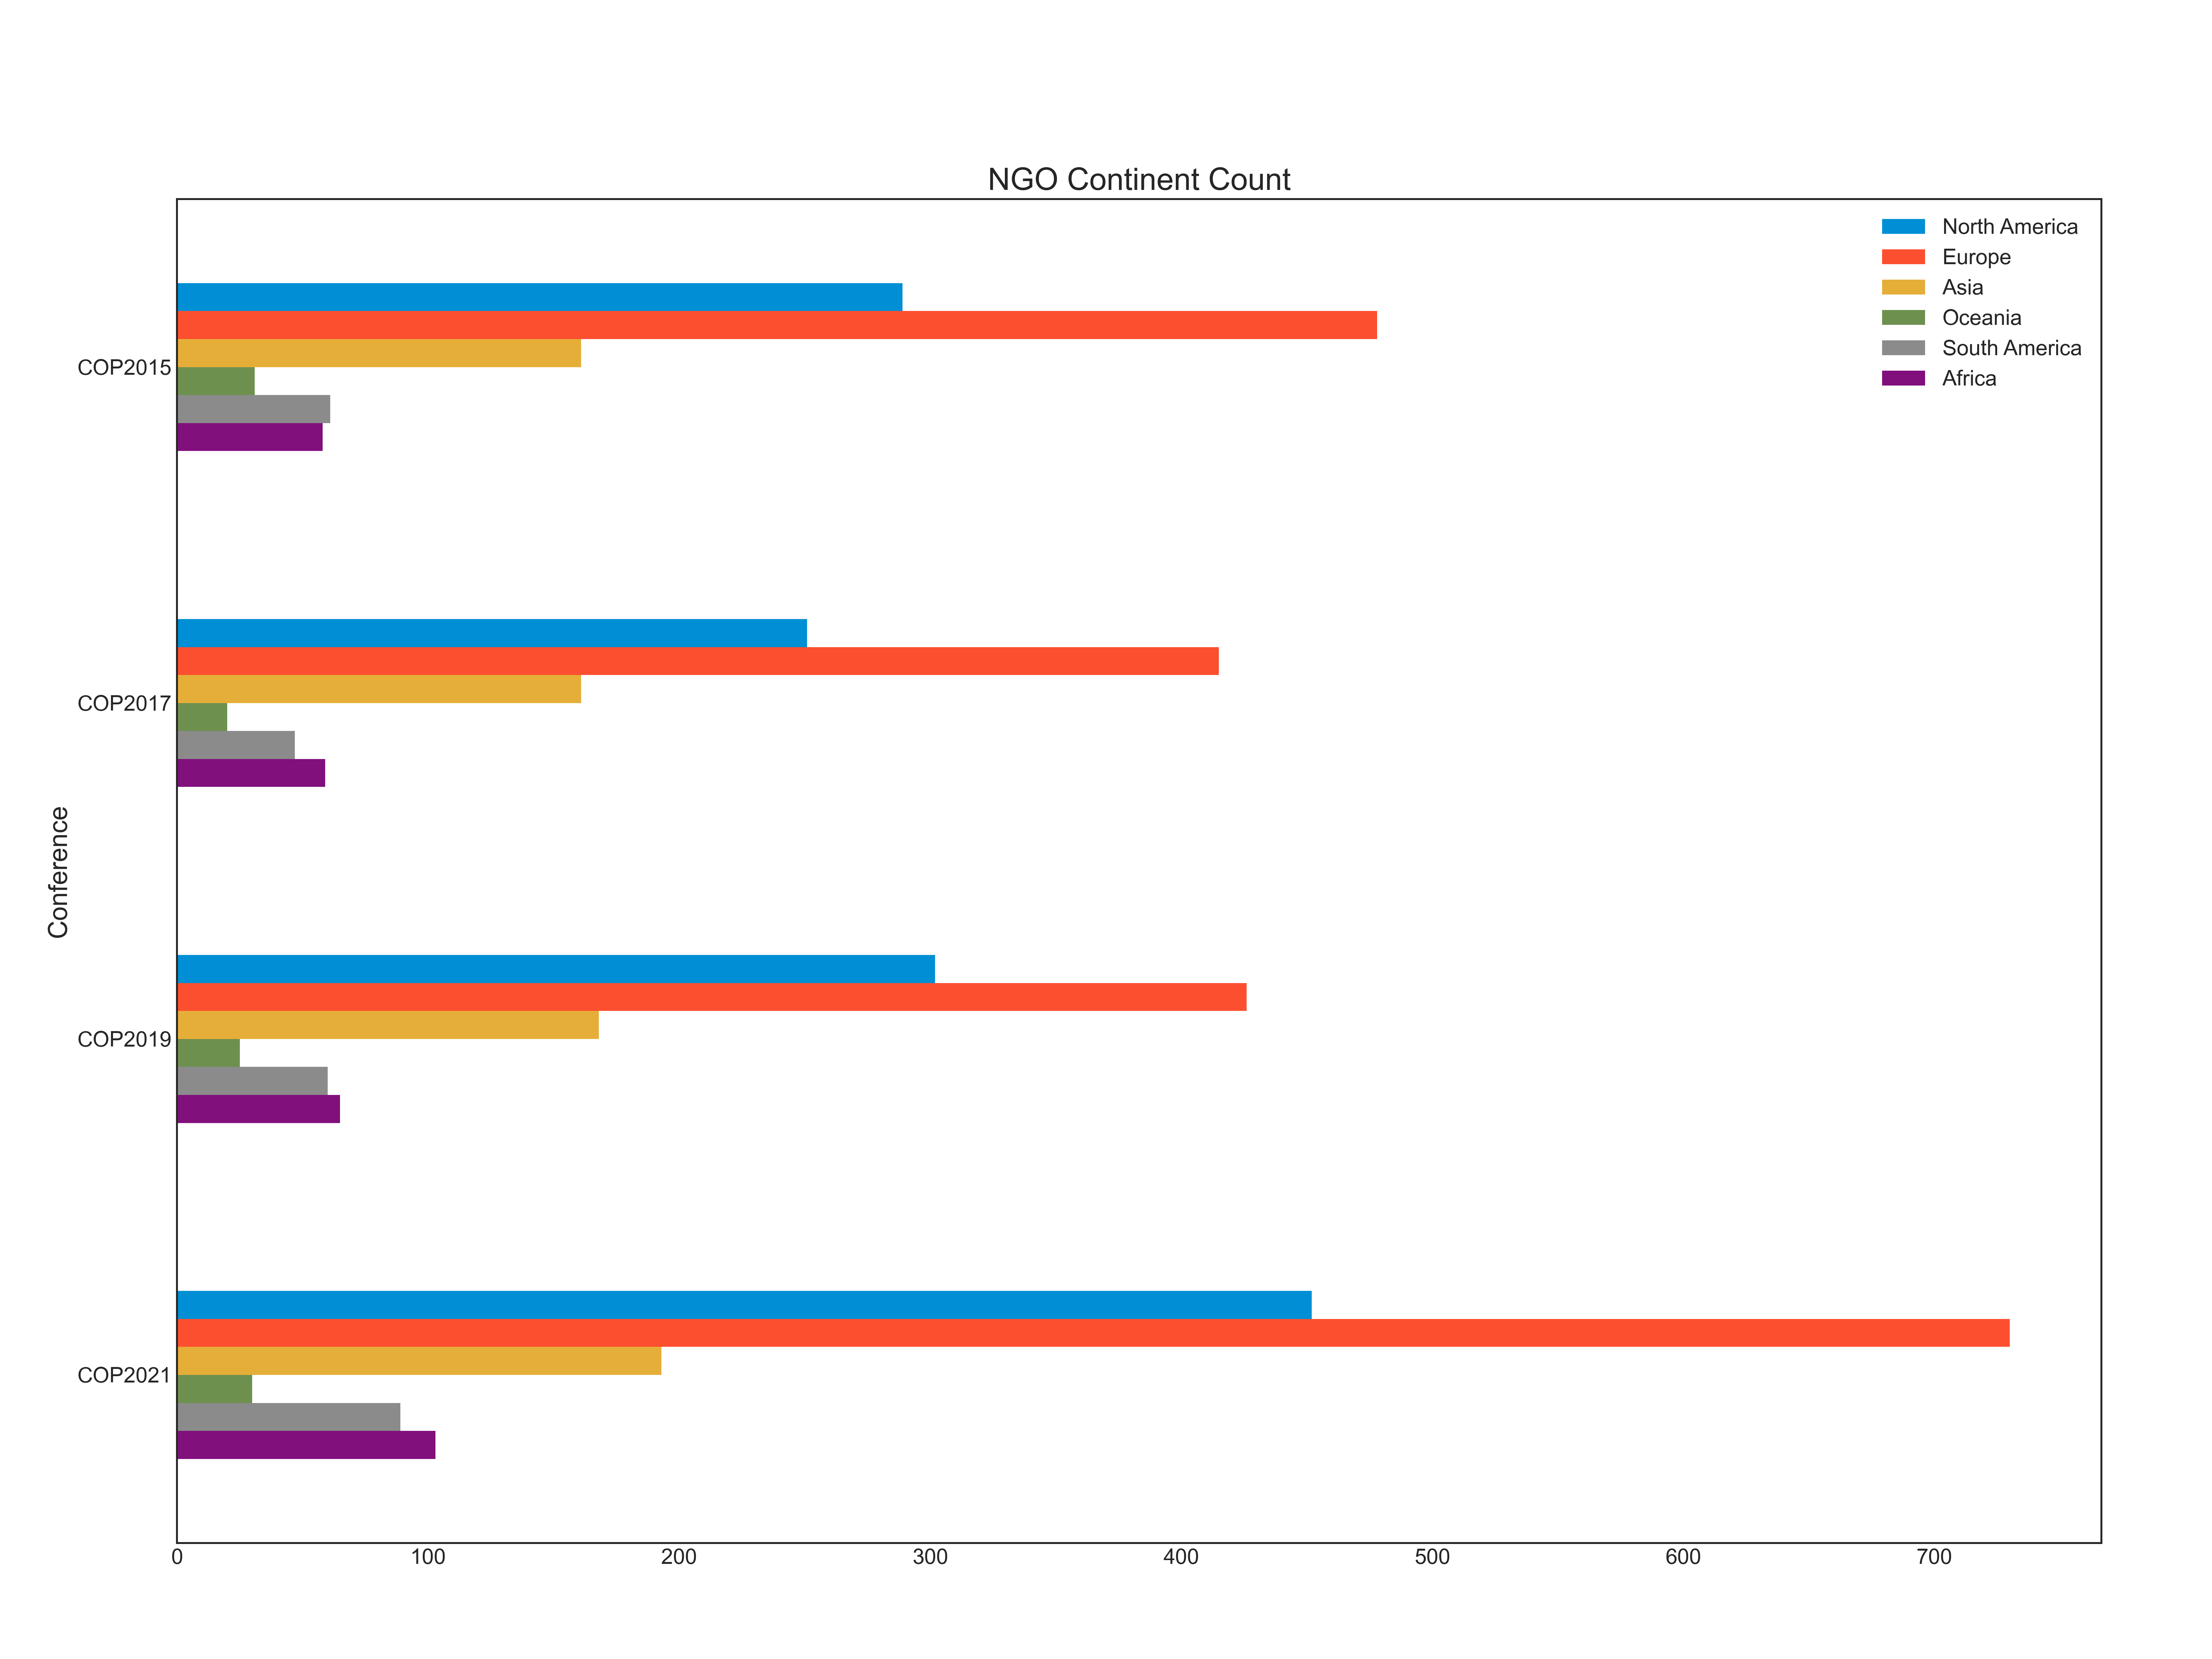 NGO Continent Count
North America
Europe
Asia
Oceania
South America
Africa
COP2015
COP2017
COP2019
COP2021
Conference
0 100 200 300 400 500 600 700